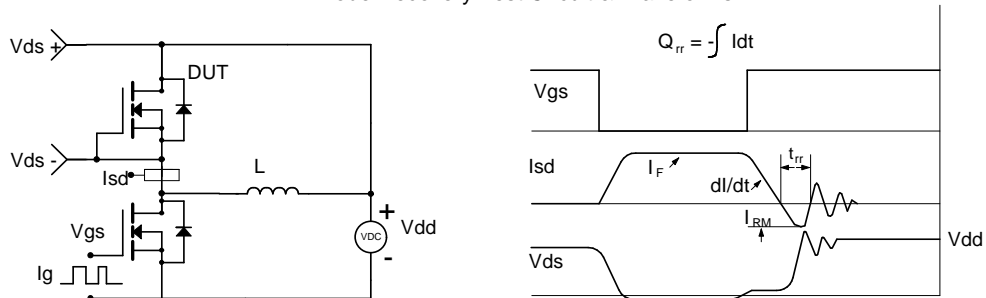 Vds +
DUT
Vds -
Isd
L
Vgs
Ig
+
VDC
-
Vdd
Q rr = -∫ Idt
Vgs
Isd
I F
dI/dt
t rr
I RM
Vds
Vdd